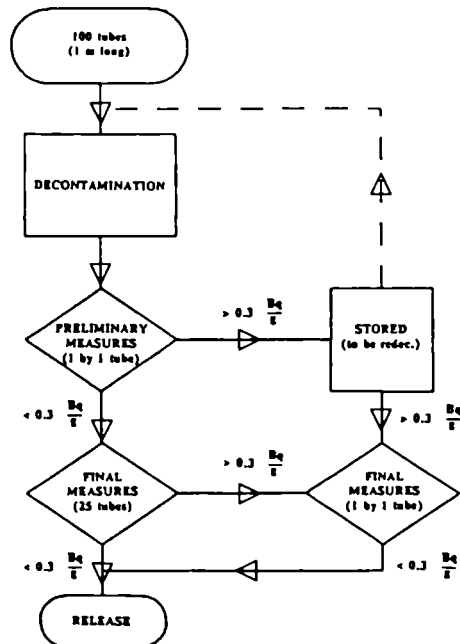 100 tubes
(1 m long)
DECONTAMINATION
PRELIMINARY
MEASURES
(1 by 1 tube)
> 0.3 Bq/g
STORED
(to be redec.)
< 0.3 Bq/g
> 0.3 Bq/g
FINAL
MEASURES
(25 tubes)
> 0.3 Bq/g
FINAL
MEASURES
(1 by 1 tube)
< 0.3 Bq/g
< 0.3 Bq/g
RELEASE